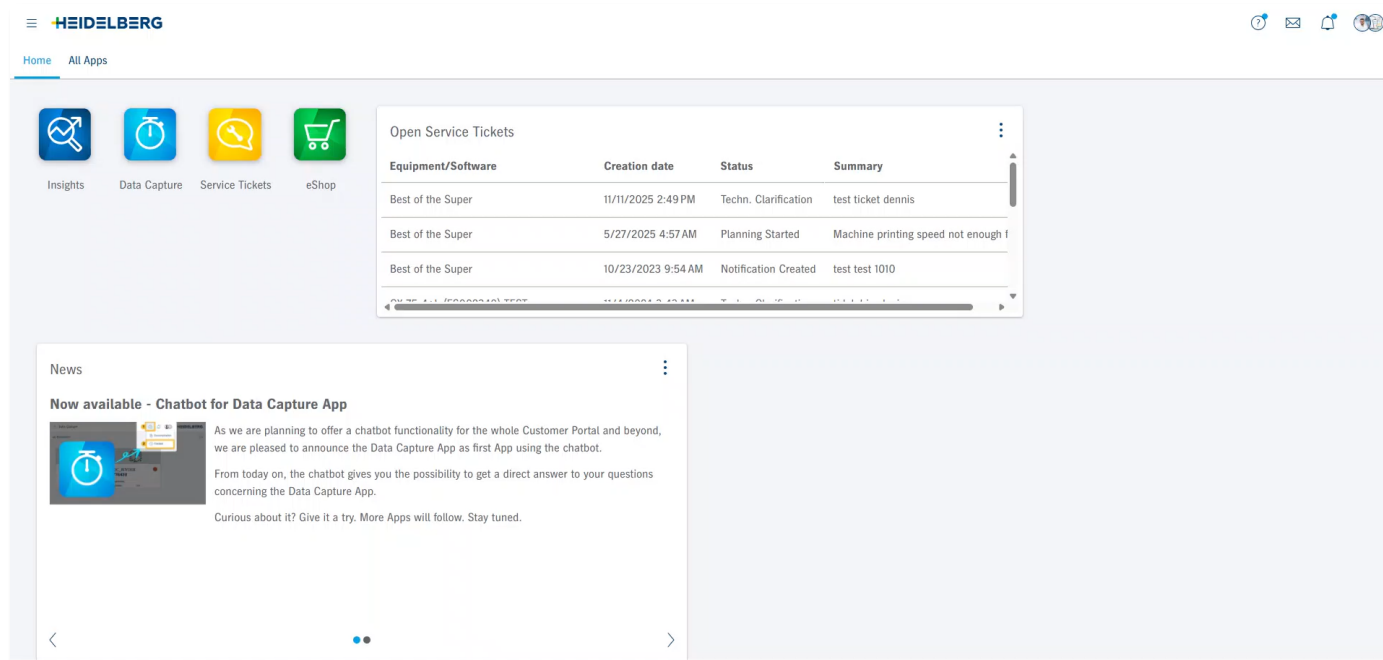 HEIDELBERG
Home All Apps
Insights Data Capture Service Tickets eShop
Open Service Tickets
Equipment/Software Creation date Status Summary
Best of the Super 11/11/2025 2:49 PM Techn. Clarification test ticket dennis
Best of the Super 5/27/2025 4:57 AM Planning Started Machine printing speed not enough f
Best of the Super 10/23/2023 9:54 AM Notification Created test test 1010
News
Now available - Chatbot for Data Capture App
As we are planning to offer a chatbot functionality for the whole Customer Portal and beyond,
we are pleased to announce the Data Capture App as first App using the chatbot.
From today on, the chatbot gives you the possibility to get a direct answer to your questions
concerning the Data Capture App.
Curious about it? Give it a try. More Apps will follow. Stay tuned.